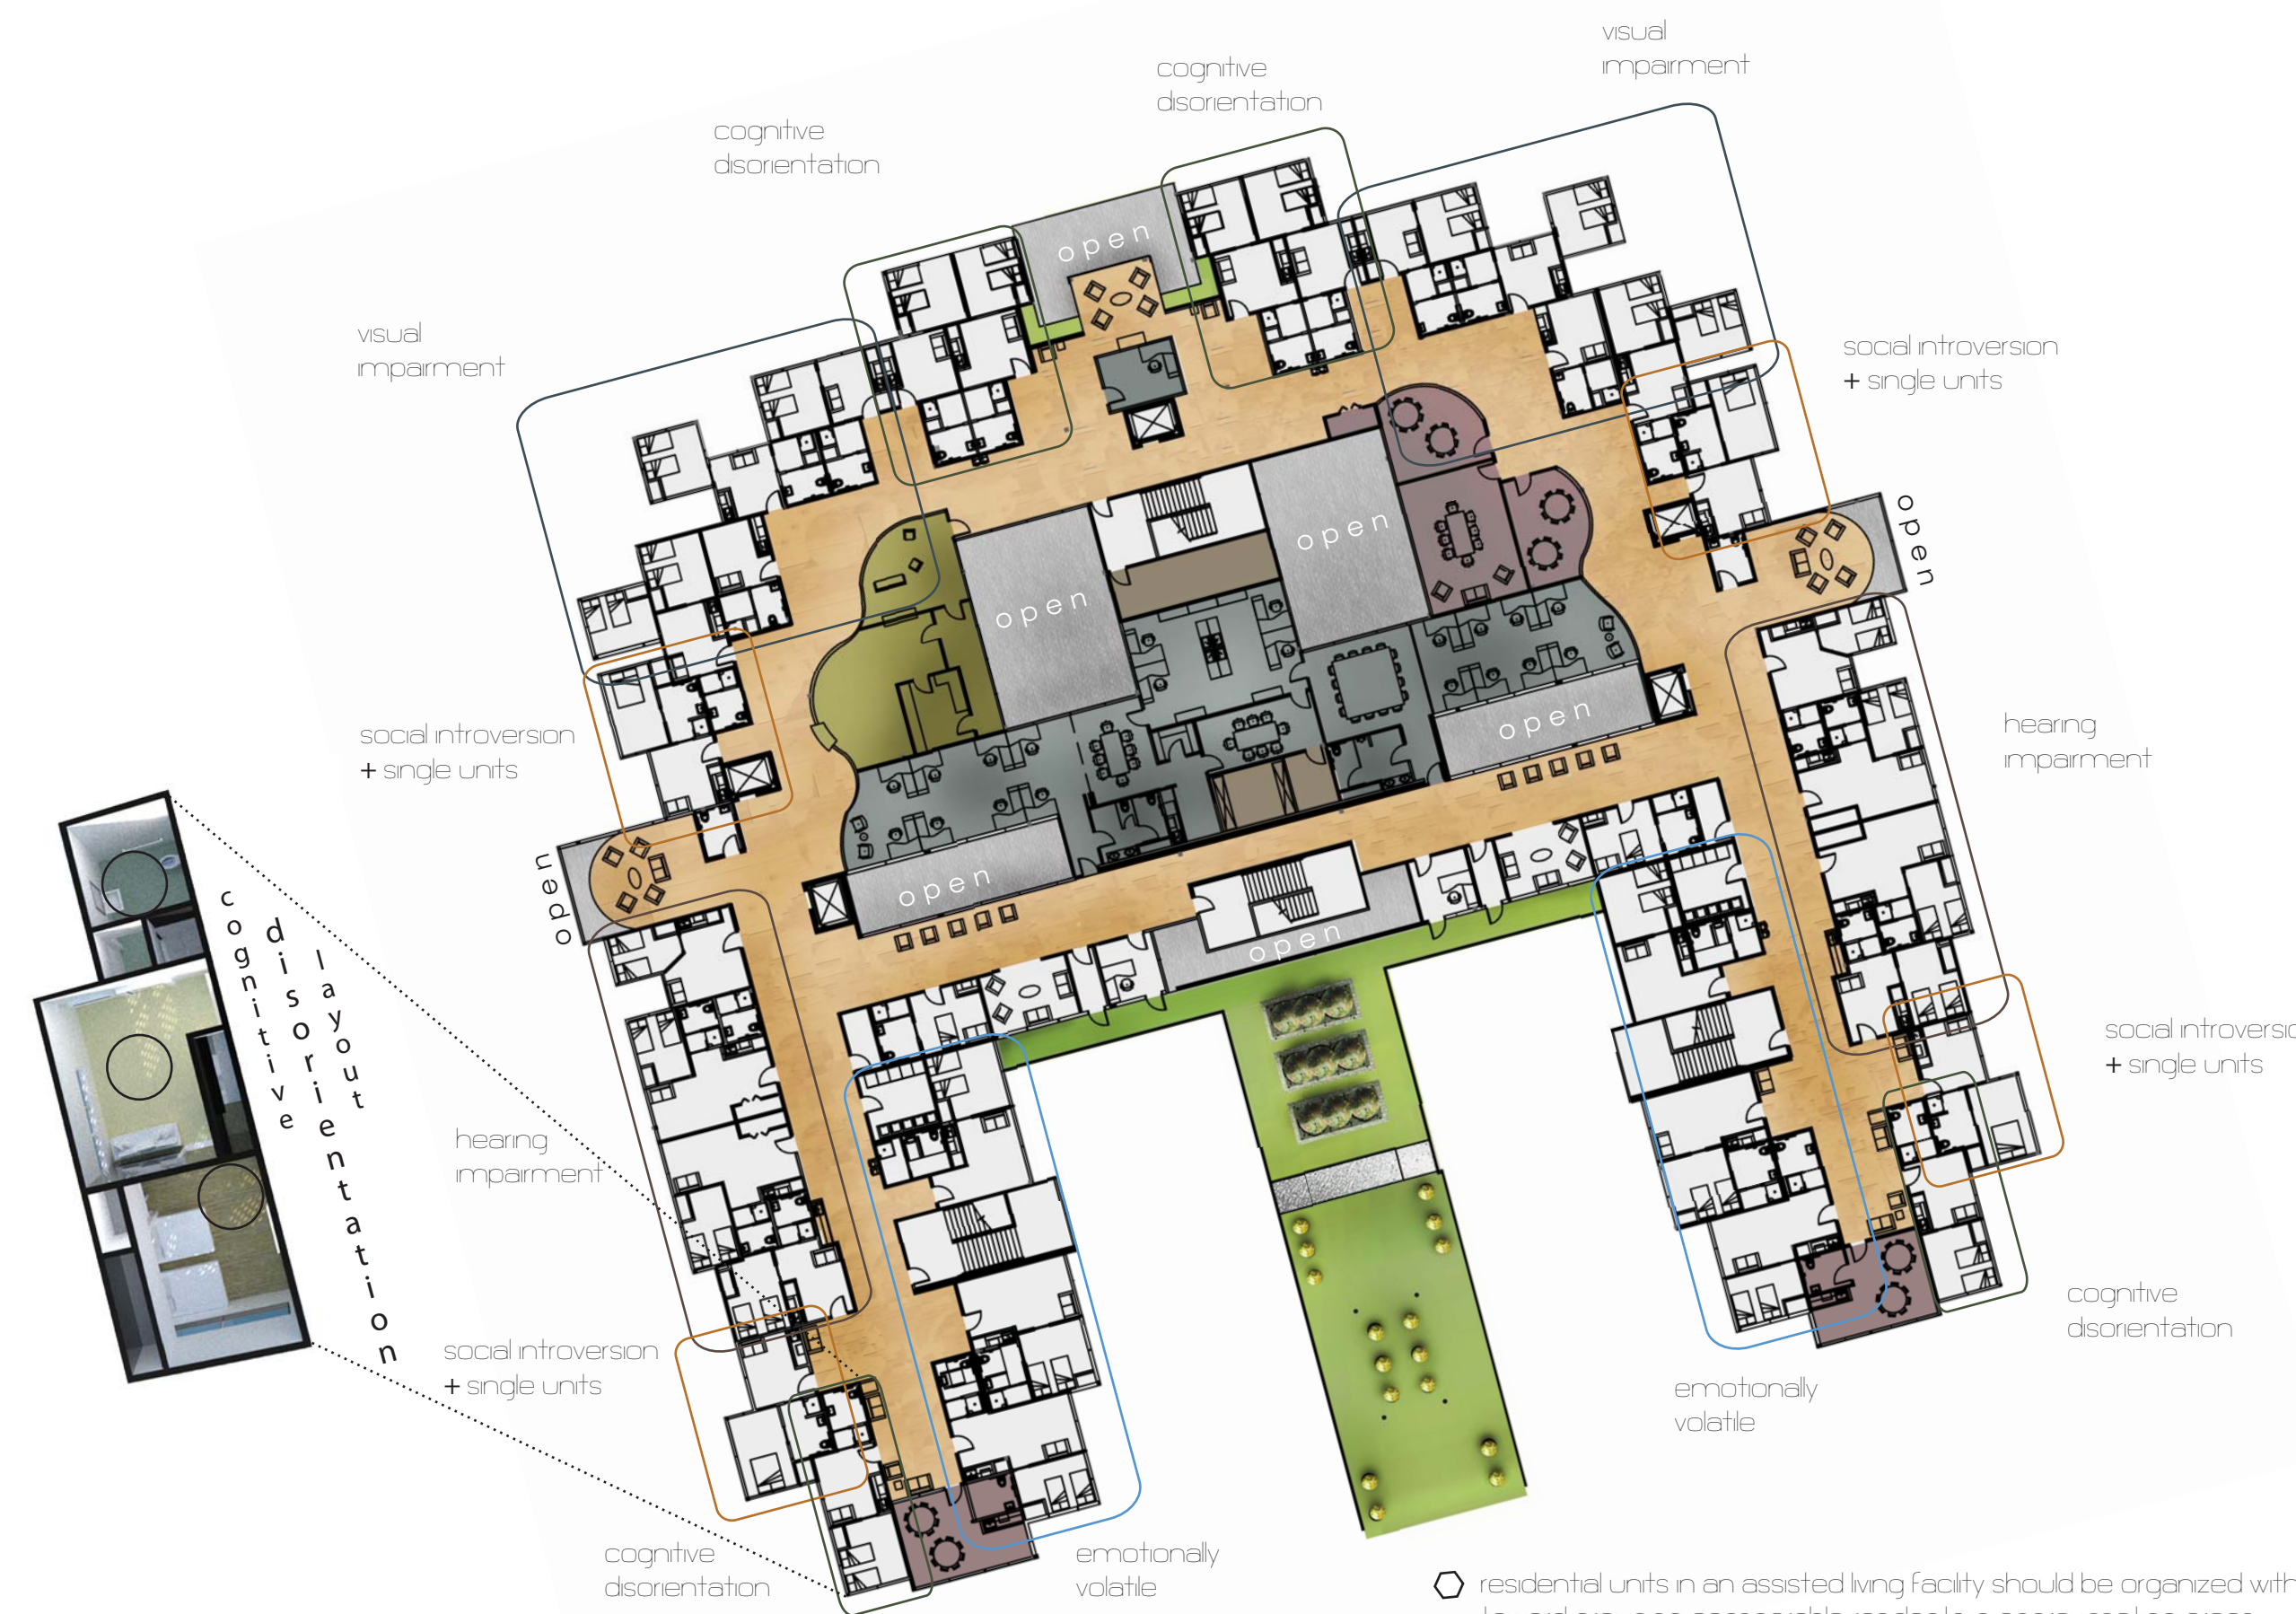 visual
impairment
cognitive
disorientation
cognitive
disorientation
visual
impairment
social introversion
+ single units
open
open
open
open
open
open
open
open
open
social introversion
+ single units
hearing
impairment
cognitive
disorientation
layout
social introversio
+ single units
hearing
impairment
cognitive
disorientation
social introversion
+ single units
emotionally
volatile
cognitive
disorientation
emotionally
volatile
residential units in an assisted living facility should be organized with